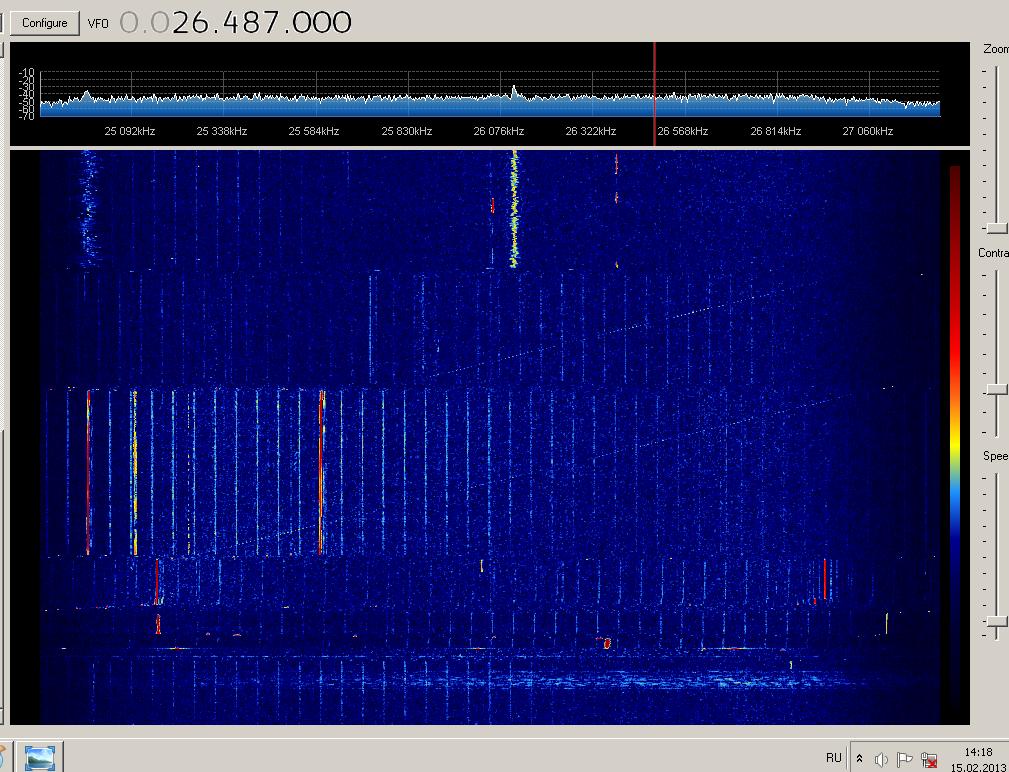 Configure VFO 0.026.487.000
Zoom
-10
-20
-30
-40
-50
-60
-70
25 092kHz 25 338kHz 25 584kHz 25 830kHz 26 076kHz 26 322kHz 26 568kHz 26 814kHz 27 060kHz
Contra
Spee
RU 14:18
15.02.2013